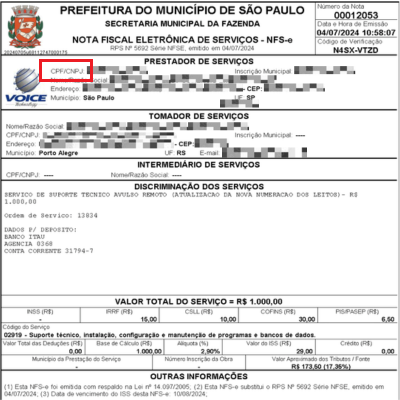 PREFEITURA DO MUNICÍPIO DE SÃO PAULO
SECRETARIA MUNICIPAL DA FAZENDA
NOTA FISCAL ELETRÔNICA DE SERVIÇOS - NFS-e
RPS Nº 5692 Série NFSE, emitido em 04/07/2024
Número da Nota
00012053
Data e Hora de Emissão
04/07/2024 10:58:07
Código de Verificação
N4SX-VTZD
PRESTADOR DE SERVIÇOS
CPF/CNPJ:
Inscrição Municipal:
Nome/Razão Social:
Endereço:
- CEP:
Município: São Paulo
UF: SP
VOICE
Technology
TOMADOR DE SERVIÇOS
Nome/Razão Social:
CPF/CNPJ:
Inscrição Municipal: ----
Endereço:
- CEP:
Município: Porto Alegre
UF: RS
E-mail:
INTERMEDIÁRIO DE SERVIÇOS
CPF/CNPJ: ----
Nome/Razão Social: ----
DISCRIMINAÇÃO DOS SERVIÇOS
SERVICO DE SUPORTE TECNICO AVULSO REMOTO (ATUALIZACAO DA NOVA NUMERACAO DOS LEITOS) - R$
1.000,00
Ordem de Servico: 12834
DADOS P/ DEPOSITO:
BANCO ITAU
AGENCIA 8368
CONTA CORRENTE 31794-7
VALOR TOTAL DO SERVIÇO = R$ 1.000,00
INSS (R$) IRRF (R$) CSLL (R$) COFINS (R$) PIS/PASEP (R$)
- 15,00 10,00 30,00 6,50
Código do Serviço
02919 - Suporte técnico, instalação, configuração e manutenção de programas e bancos de dados.
Valor Total das Deduções (R$) Base de Cálculo (R$) Alíquota (%) Valor do ISS (R$) Crédito (R$)
0,00 1.000,00 2,90% 29,00 0,00
Município da Prestação do Serviço Número Inscrição da Obra Valor Aproximado dos Tributos / Fonte
- - R$ 173,50 (17,35%)
OUTRAS INFORMAÇÕES
(1) Esta NFS-e foi emitida com respaldo na Lei nº 14.097/2005; (2) Esta NFS-e substitui o RPS Nº 5692 Série NFSE, emitido em
04/07/2024; (3) Data de vencimento do ISS desta NFS-e: 10/08/2024;